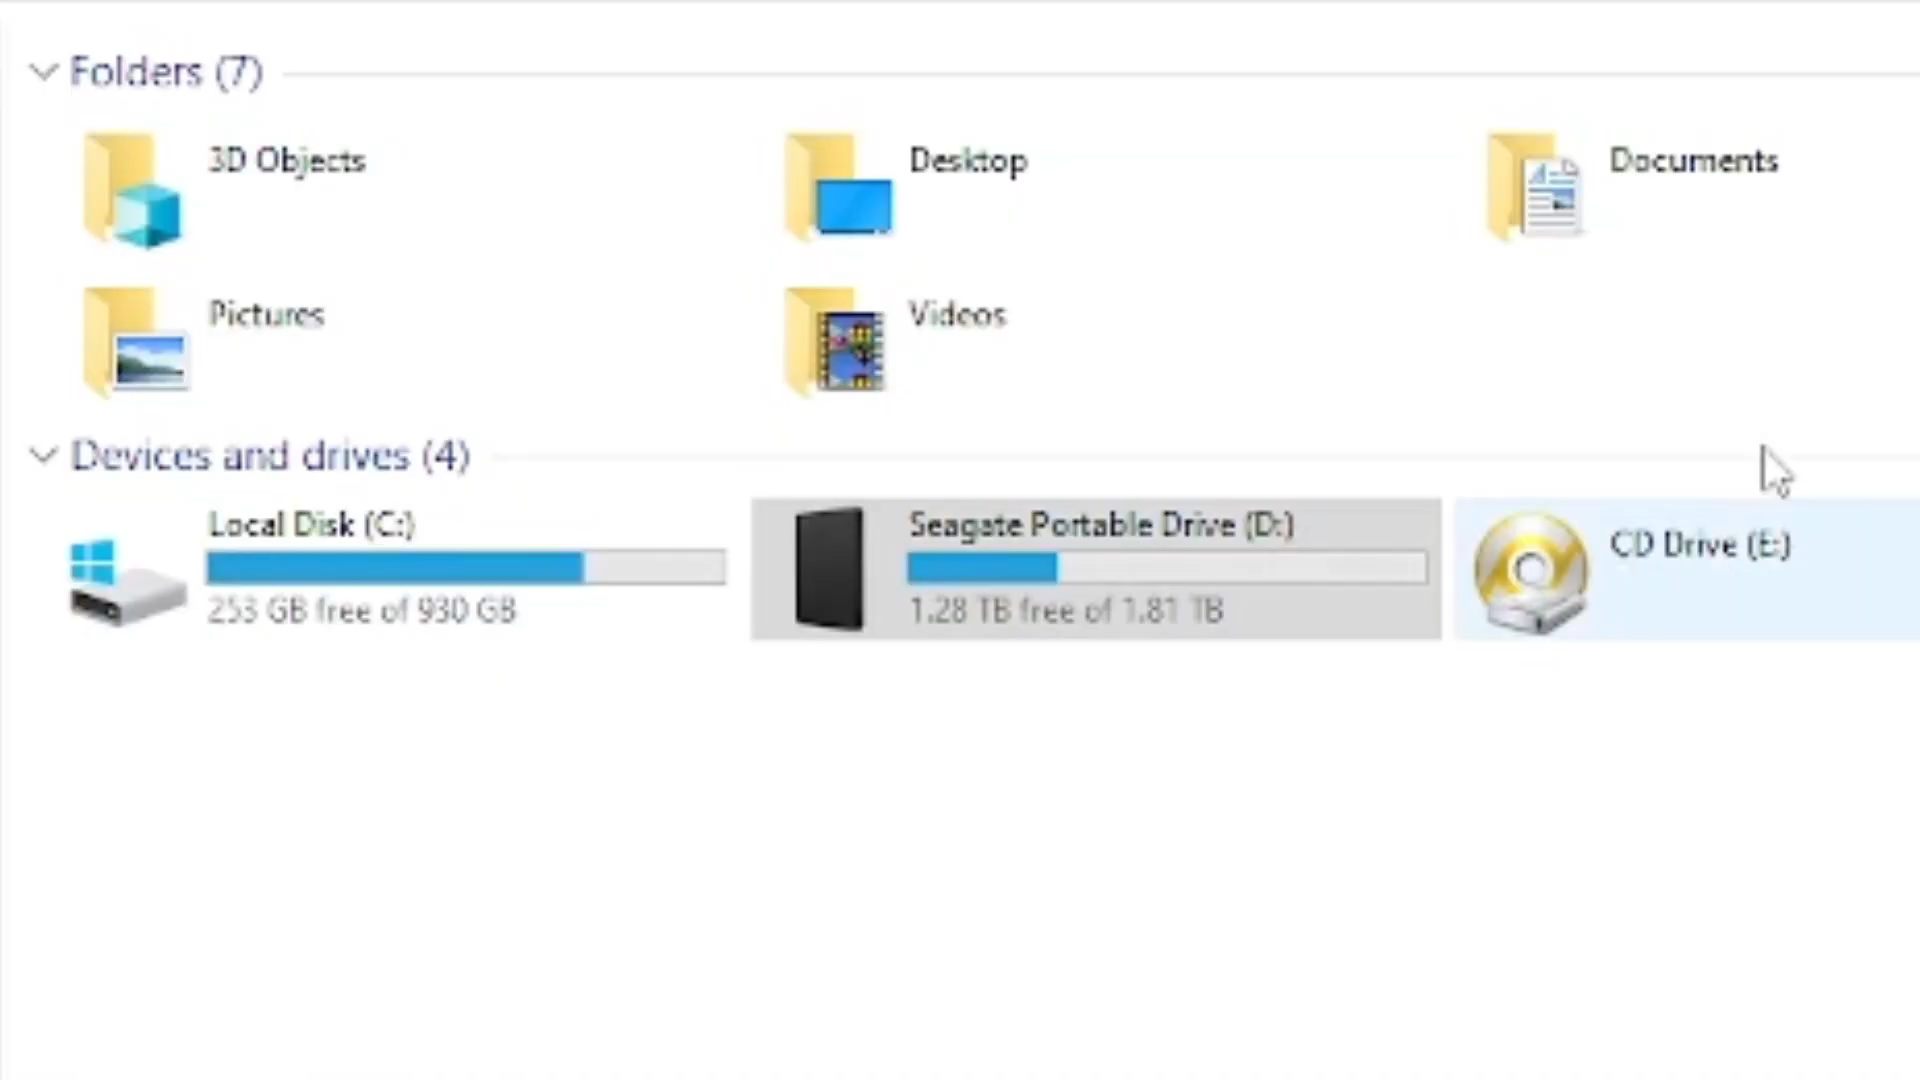 Folders (7)
3D Objects
Desktop
Documents
Pictures
Videos
Devices and drives (4)
Local Disk (C:)
253 GB free of 930 GB
Seagate Portable Drive (D:)
1.28 TB free of 1.81 TB
CD Drive (E:)